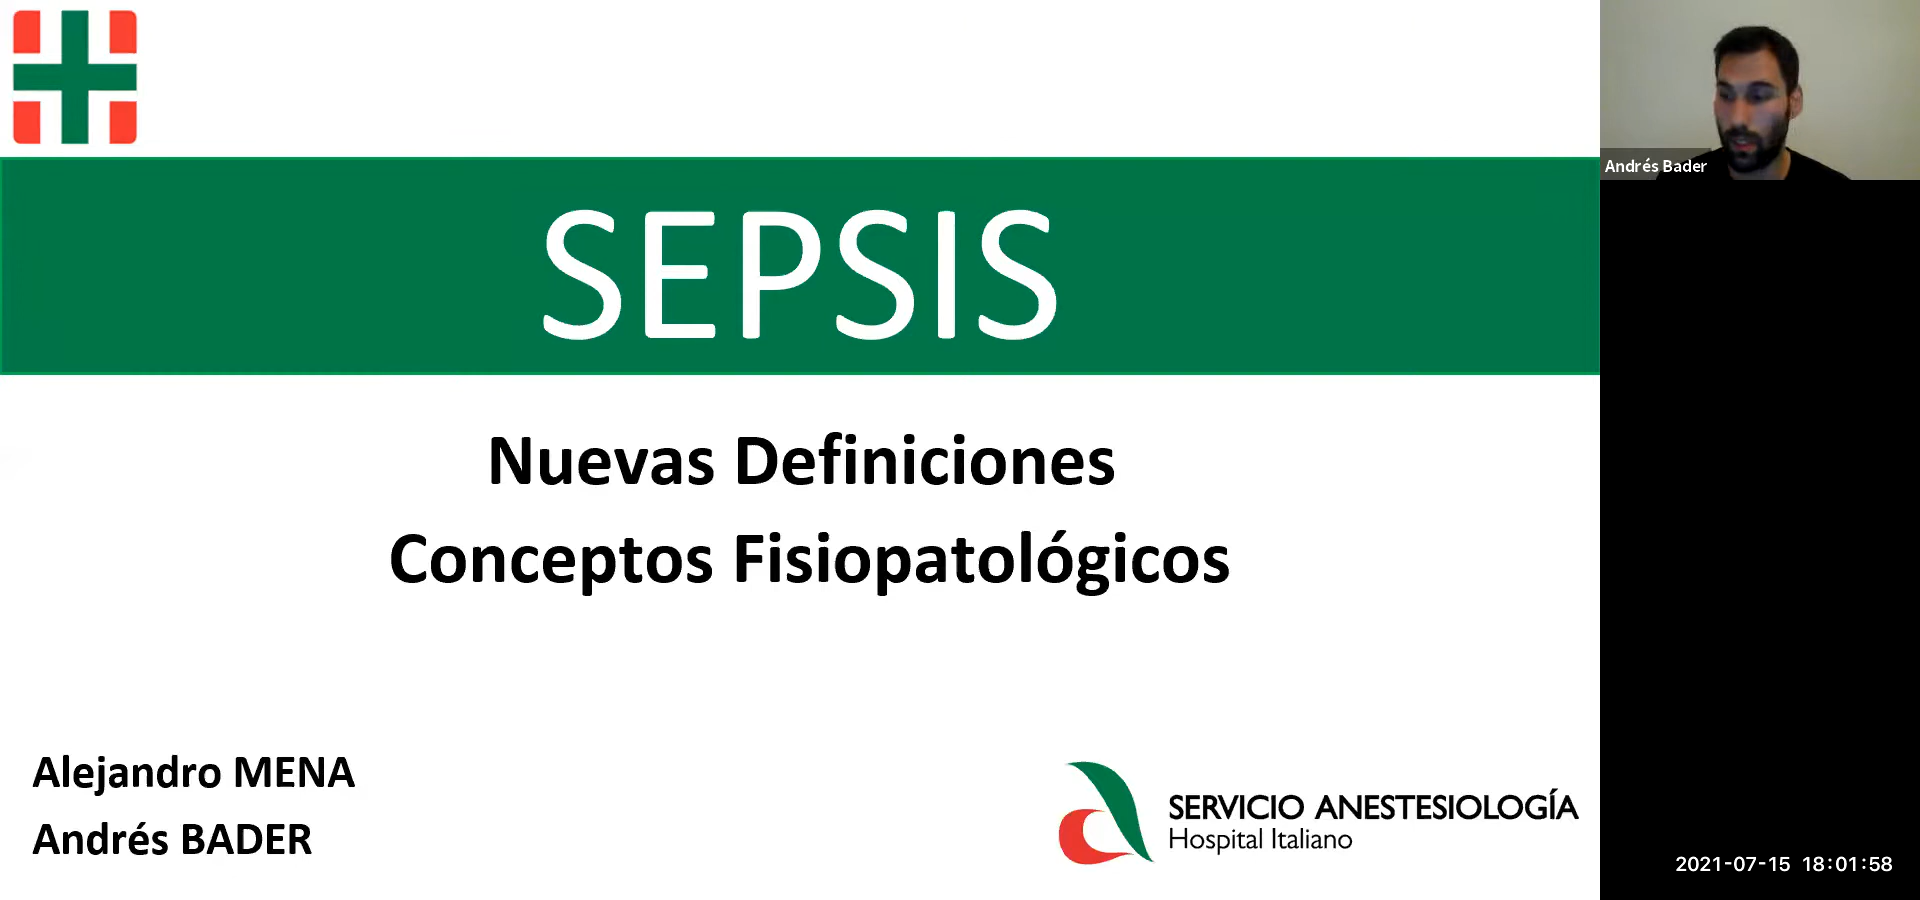 SEPSIS
Nuevas Definiciones
Conceptos Fisiopatológicos
Alejandro MENA
Andrés BADER
SERVICIO ANESTESIOLOGÍA
Hospital Italiano
Andrés Bader
2021-07-15 18:01:58